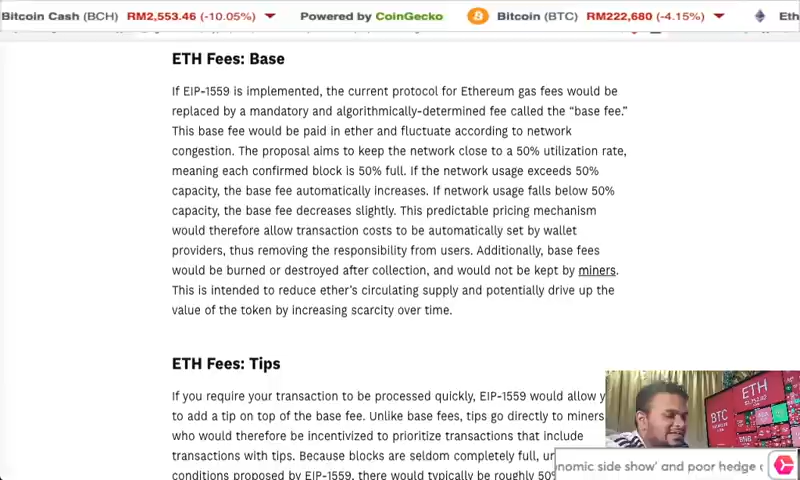 Bitcoin Cash (BCH) RM2,553.46 (-10.05%) Powered by CoinGecko Bitcoin (BTC) RM222,680 (-4.15%) Eth
ETH Fees: Base
If EIP-1559 is implemented, the current protocol for Ethereum gas fees would be
replaced by a mandatory and algorithmically-determined fee called the “base fee.”
This base fee would be paid in ether and fluctuate according to network
congestion. The proposal aims to keep the network close to a 50% utilization rate,
meaning each confirmed block is 50% full. If the network usage exceeds 50%
capacity, the base fee automatically increases. If network usage falls below 50%
capacity, the base fee decreases slightly. This predictable pricing mechanism
would therefore allow transaction costs to be automatically set by wallet
providers, thus removing the responsibility from users. Additionally, base fees
would be burned or destroyed after collection, and would not be kept by miners.
This is intended to reduce ether’s circulating supply and potentially drive up the
value of the token by increasing scarcity over time.
ETH Fees: Tips
If you require your transaction to be processed quickly, EIP-1559 would allow y
to add a tip on top of the base fee. Unlike base fees, tips go directly to miners
who would therefore be incentivized to prioritize transactions that include
transactions with tips. Because blocks are seldom completely full, un
conditions proposed by EIP-1559, there would typically be roughly 50%
ETH
BTC
BNB
nomic side show' and poor hedge